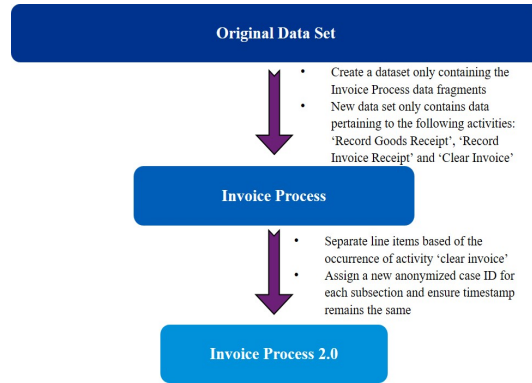 Original Data Set
• Create a dataset only containing the
Invoice Process data fragments
• New data set only contains data
pertaining to the following activities:
‘Record Goods Receipt’, ‘Record
Invoice Receipt’ and ‘Clear Invoice’
Invoice Process
• Separate line items based of the
occurrence of activity ‘clear invoice’
• Assign a new anonymized case ID for
each subsection and ensure timestamp
remains the same
Invoice Process 2.0